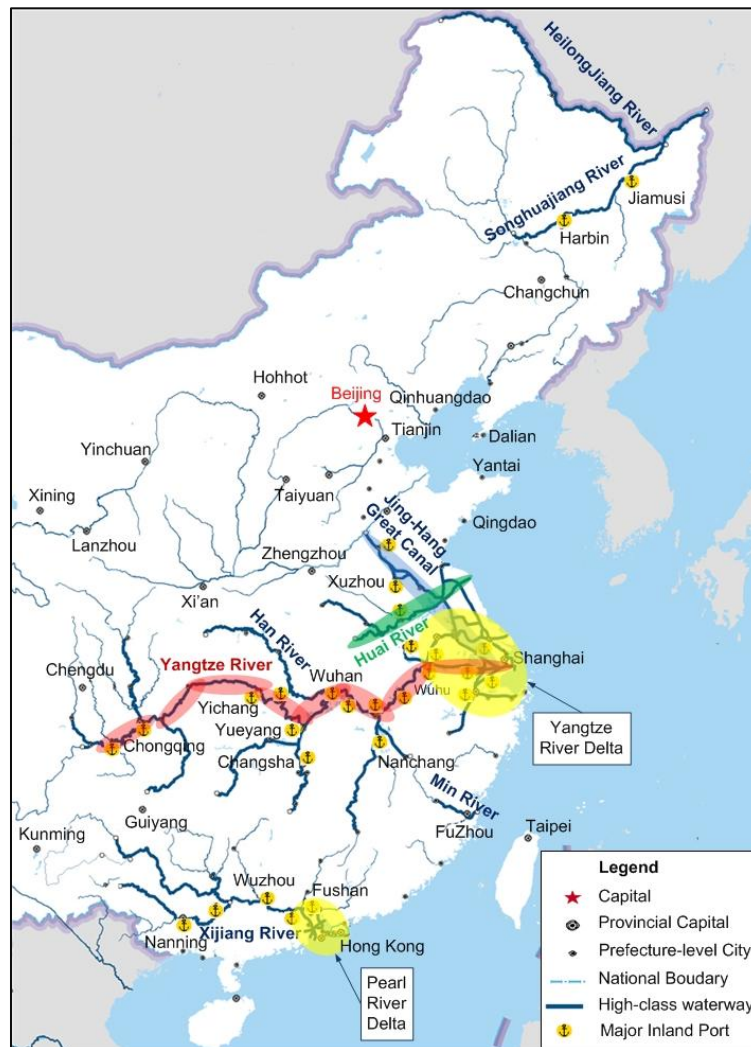 HeilongJiang River
Songhuajiang River
Jiamusi
Harbin
Changchun
Hohhot
Beijing
Qinhuangdao
Tianjin
Dalian
Yinchuan
Yantai
Taiyuan
Xining
Jing-Hang
Great Canal
Qingdao
Lanzhou
Zhengzhou
Xuzhou
Xi'an
Han River
Huai River
Chengdu
Yangtze River
Wuhan
Shanghai
Yichang
Wúhu
Yueyang
Yangtze
River Delta
Chongqing
Changsha
Nanchang
Min River
Guiyang
FuZhou
Taipei
Kunming
Wuzhou
Fushan
Xijiang River
Nanning
Hong Kong
Pearl
River
Delta
Legend
Capital
Provincial Capital
Prefecture-level City
National Boudary
High-class waterway
Major Inland Port